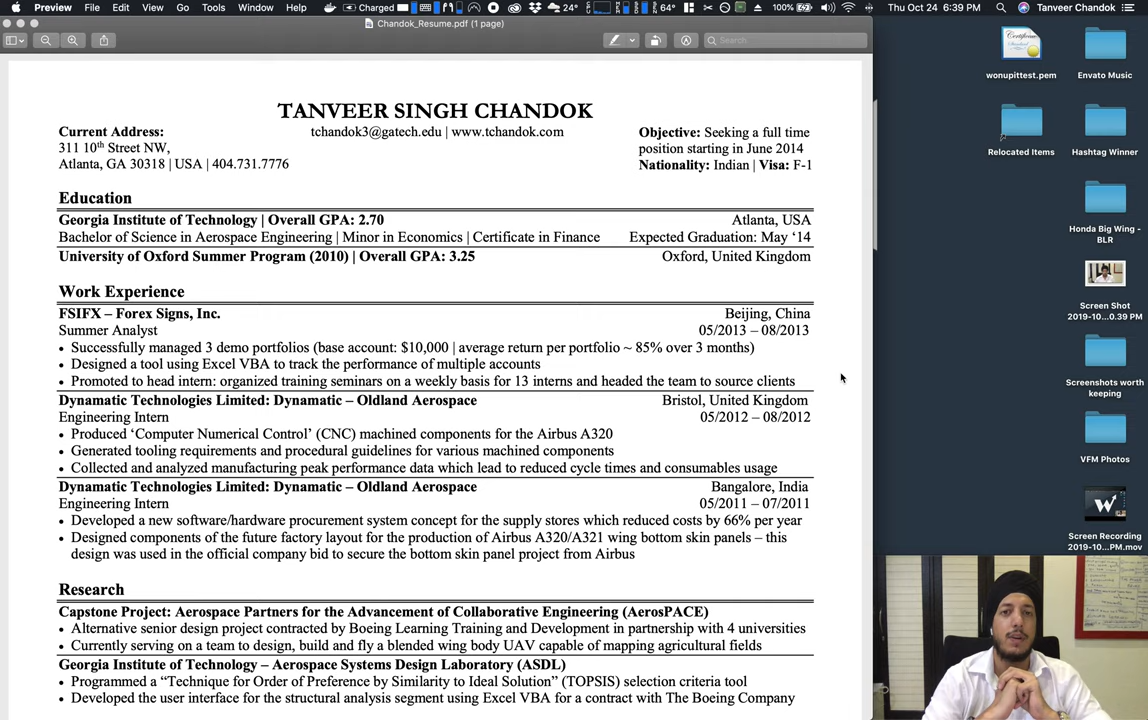 Preview File Edit View Go Tools Window Help Charged 24° 64° 100% Thu Oct 24 6:39 PM Tanveer Chandok
Chandok_Resume.pdf (1 page)
Search
TANVEER SINGH CHANDOK
Current Address: tchandok3@gatech.edu | www.tchandok.com Objective: Seeking a full time
311 10th Street NW, position starting in June 2014
Atlanta, GA 30318 | USA | 404.731.7776 Nationality: Indian | Visa: F-1
Education
Georgia Institute of Technology | Overall GPA: 2.70 Atlanta, USA
Bachelor of Science in Aerospace Engineering | Minor in Economics | Certificate in Finance Expected Graduation: May ‘14
University of Oxford Summer Program (2010) | Overall GPA: 3.25 Oxford, United Kingdom
Work Experience
FSIFX – Forex Signs, Inc. Beijing, China
Summer Analyst 05/2013 – 08/2013
• Successfully managed 3 demo portfolios (base account: $10,000 | average return per portfolio ~ 85% over 3 months)
• Designed a tool using Excel VBA to track the performance of multiple accounts
• Promoted to head intern: organized training seminars on a weekly basis for 13 interns and headed the team to source clients
Dynamatic Technologies Limited: Dynamatic – Oldland Aerospace Bristol, United Kingdom
Engineering Intern 05/2012 – 08/2012
• Produced ‘Computer Numerical Control’ (CNC) machined components for the Airbus A320
• Generated tooling requirements and procedural guidelines for various machined components
• Collected and analyzed manufacturing peak performance data which lead to reduced cycle times and consumables usage
Dynamatic Technologies Limited: Dynamatic – Oldland Aerospace Bangalore, India
Engineering Intern 05/2011 – 07/2011
• Developed a new software/hardware procurement system concept for the supply stores which reduced costs by 66% per year
• Designed components of the future factory layout for the production of Airbus A320/A321 wing bottom skin panels – this
design was used in the official company bid to secure the bottom skin panel project from Airbus
Research
Capstone Project: Aerospace Partners for the Advancement of Collaborative Engineering (AerosPACE)
• Alternative senior design project contracted by Boeing Learning Training and Development in partnership with 4 universities
• Currently serving on a team to design, build and fly a blended wing body UAV capable of mapping agricultural fields
Georgia Institute of Technology – Aerospace Systems Design Laboratory (ASDL)
• Programmed a “Technique for Order of Preference by Similarity to Ideal Solution” (TOPSIS) selection criteria tool
• Developed the user interface for the structural analysis segment using Excel VBA for a contract with The Boeing Company
wonupittest.pem
Envato Music
Relocated Items
Hashtag Winner
Honda Big Wing -
BLR
Screen Shot
2019-10...0.39 PM
Screenshots worth
keeping
VFM Photos
Screen Recording
2019-10...PM.mov